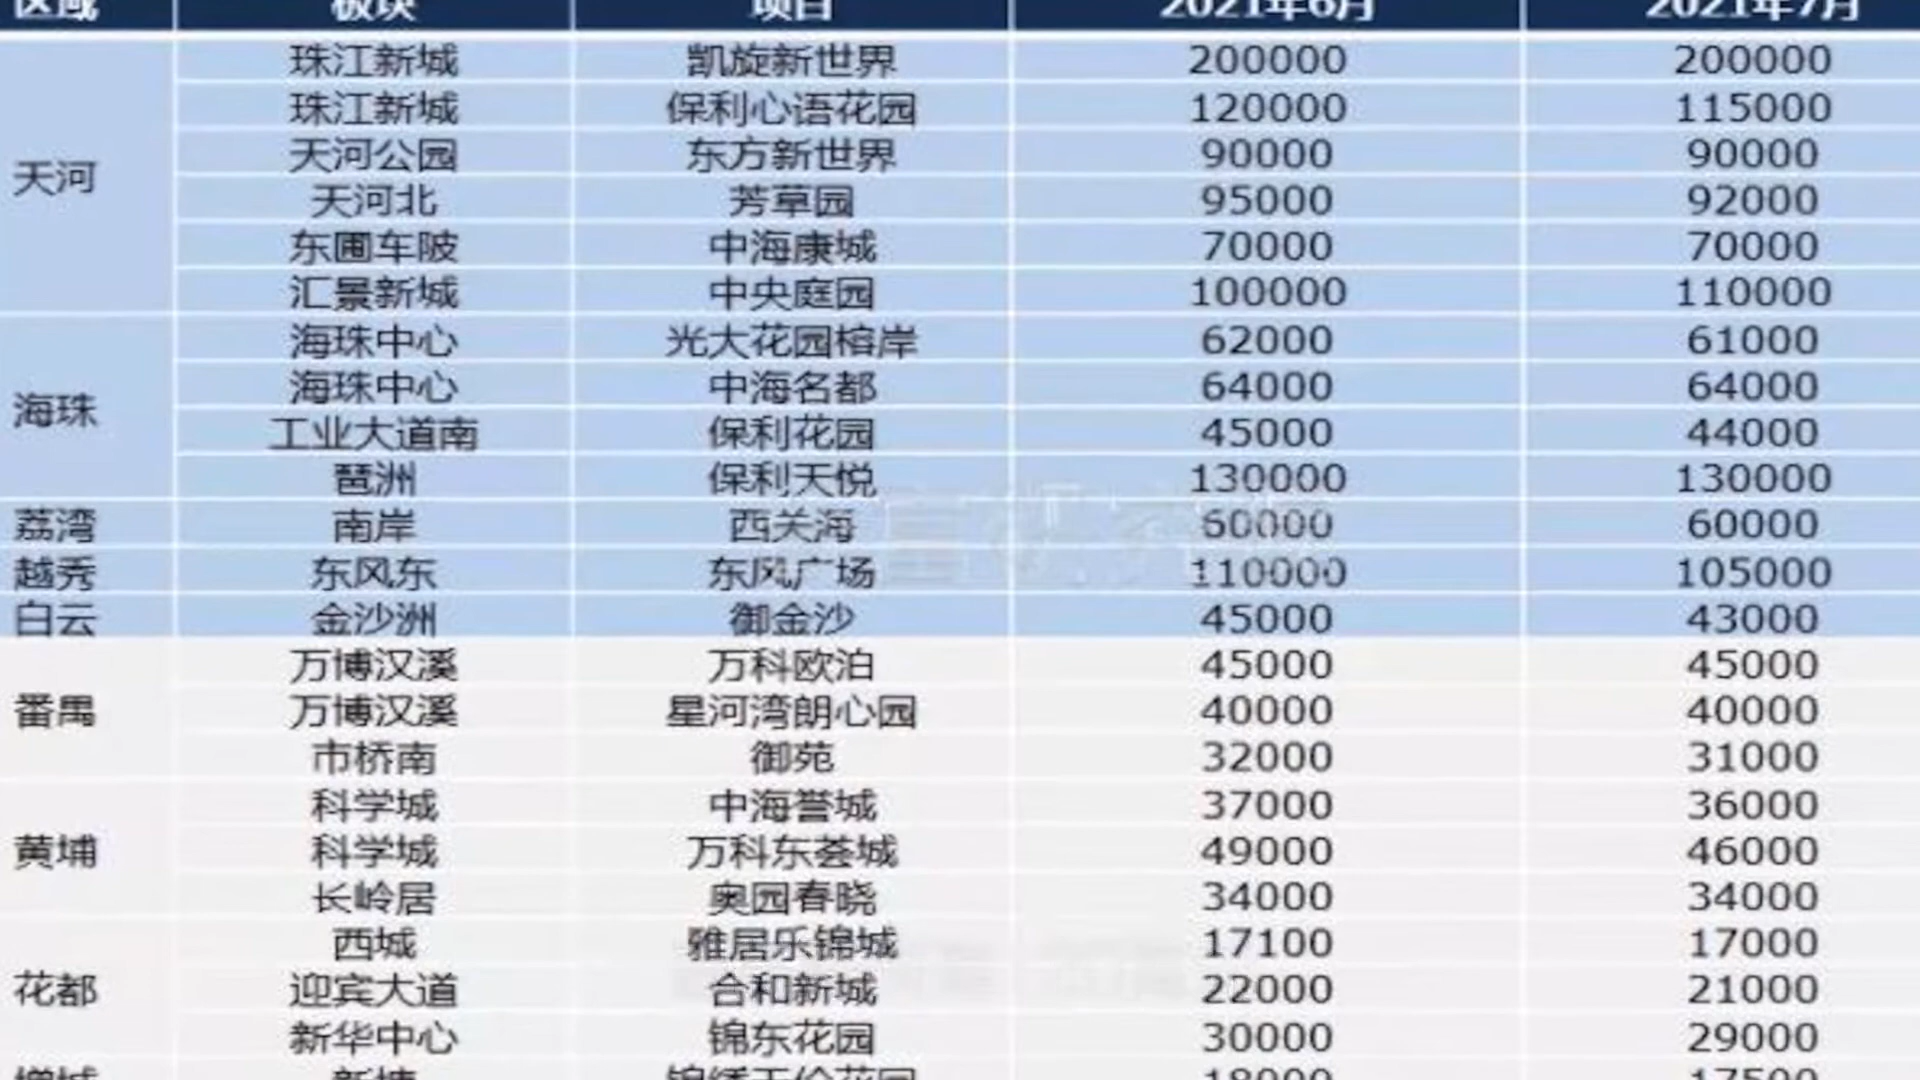 区域 板块 项目 2021年6月 2021年7月
天河 珠江新城 凯旋新世界 200000 200000
珠江新城 保利心语花园 120000 115000
天河公园 东方新世界 90000 90000
天河北 芳草园 95000 92000
东圃车陂 中海康城 70000 70000
汇景新城 中央庭园 100000 110000
海珠 海珠中心 光大花园榕岸 62000 61000
海珠中心 中海名都 64000 64000
工业大道南 保利花园 45000 44000
琶洲 保利天悦 130000 130000
荔湾 南岸 西关海 60000 60000
越秀 东风东 东风广场 110000 105000
白云 金沙洲 御金沙 45000 43000
番禺 万博汉溪 万科欧泊 45000 45000
万博汉溪 星河湾朗心园 40000 40000
市桥南 御苑 32000 31000
黄埔 科学城 中海誉城 37000 36000
科学城 万科东荟城 49000 46000
长岭居 奥园春晓 34000 34000
花都 西城 雅居乐锦城 17100 17000
迎宾大道 合和新城 22000 21000
新华中心 锦东花园 30000 29000
增城 新塘 锦绣天伦花园 18000 17500